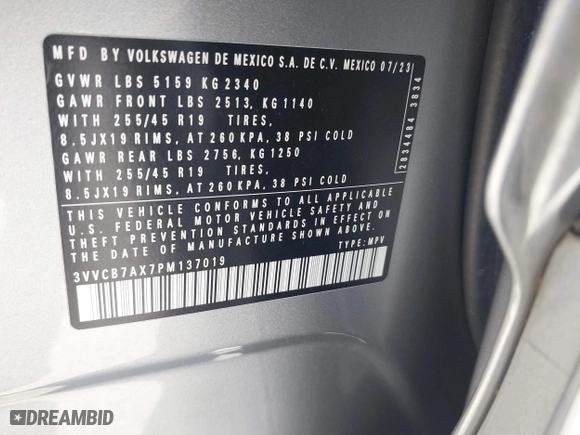 MFD BY VOLKSWAGEN DE MEXICO S.A. DE C.V. MEXICO 07/23
GVWR LBS 5159 KG 2340
GAWR FRONT LBS 2513, KG 1140
WITH 255/45 R19 TIRES,
8.5JX19 RIMS, AT 260 KPA, 38 PSI COLD
GAWR REAR LBS 2756, KG 1250
WITH 255/45 R19 TIRES,
8.5JX19 RIMS, AT 260 KPA, 38 PSI COLD
THIS VEHICLE CONFORMS TO ALL APPLICABLE
U.S. FEDERAL MOTOR VEHICLE SAFETY AND
THEFT PREVENTION STANDARDS IN EFFECT ON
THE DATE OF MANUFACTURE SHOWN ABOVE.
3VVCB7AX7PM137019 TYPE: MPV
2834484 3834
DREAMBID